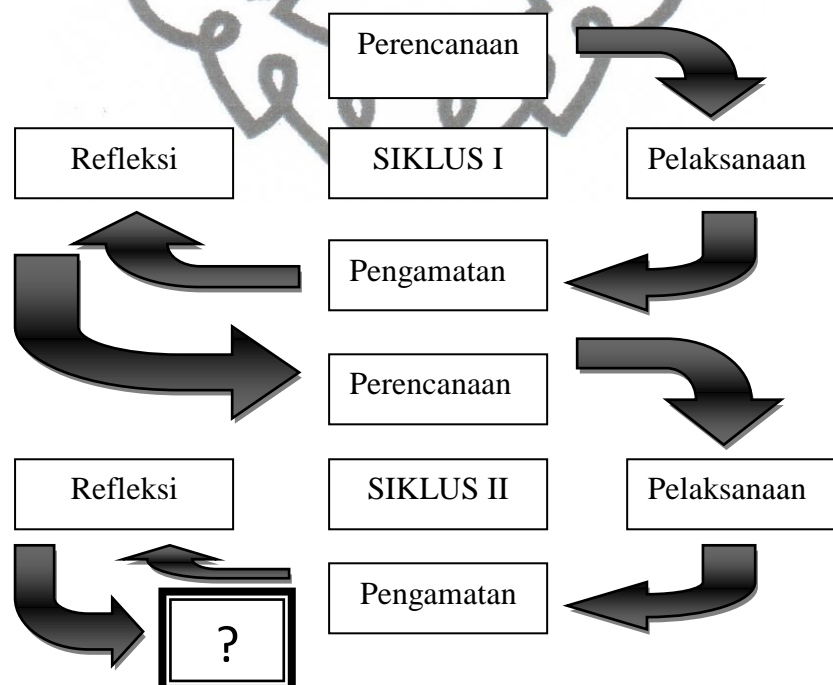 Perencanaan
Refleksi
SIKLUS I
Pelaksanaan
Pengamatan
Perencanaan
Refleksi
SIKLUS II
Pelaksanaan
Pengamatan
?